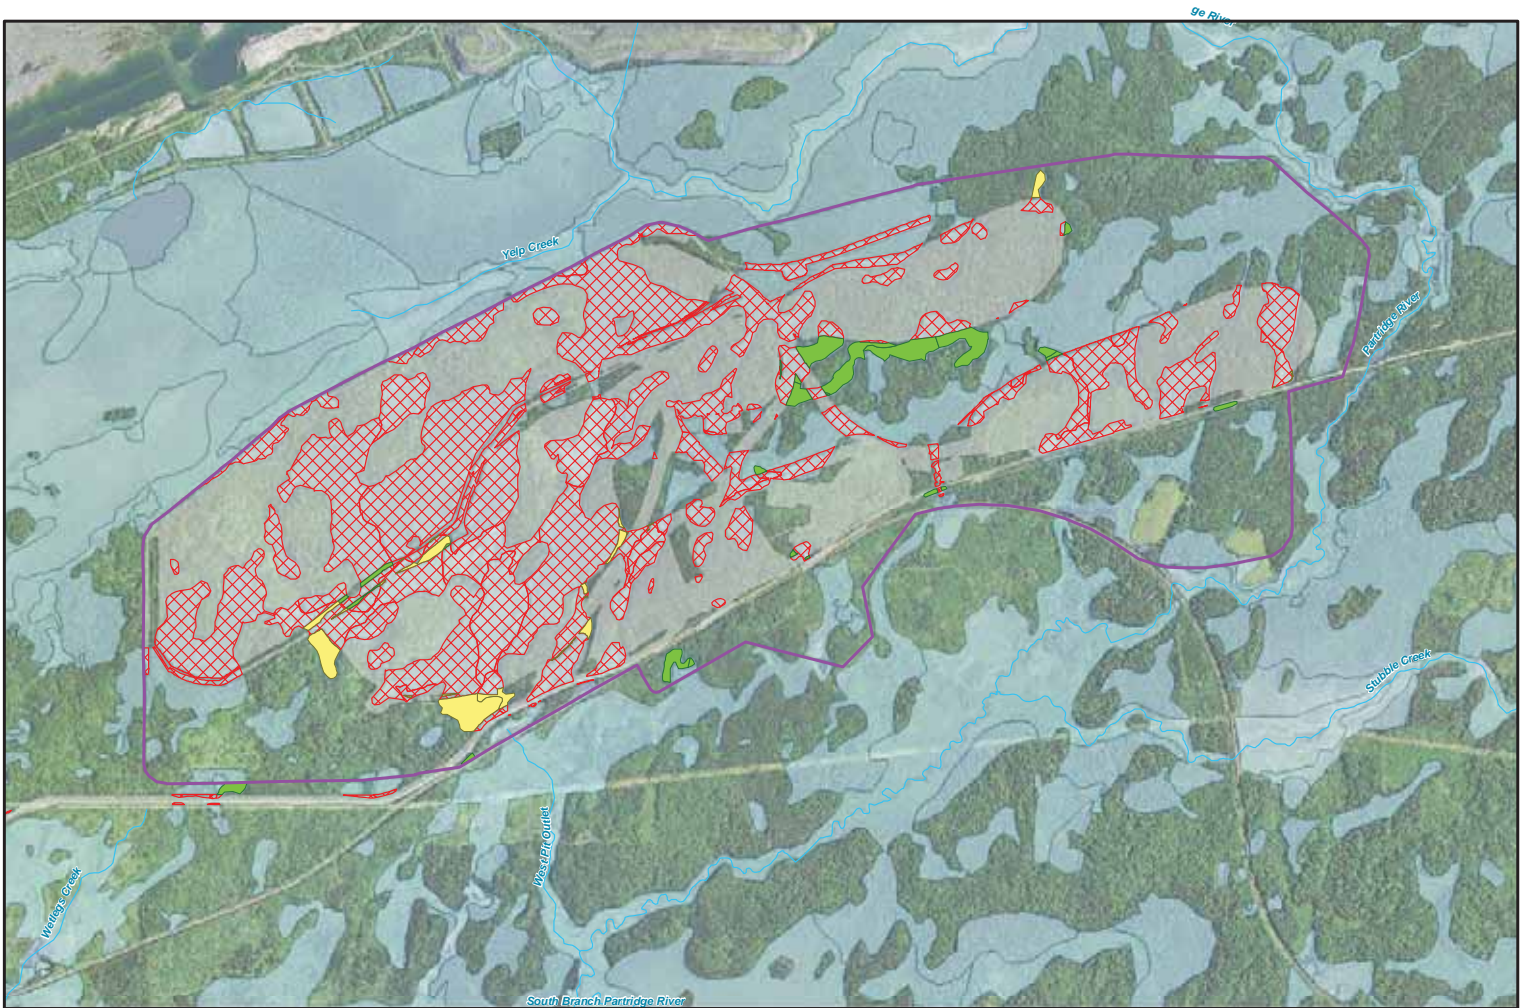 ge River
Yelp Creek
Partridge River
Stubble Creek
West Pit Outlet
Wetlegs Creek
South Branch Partridge River